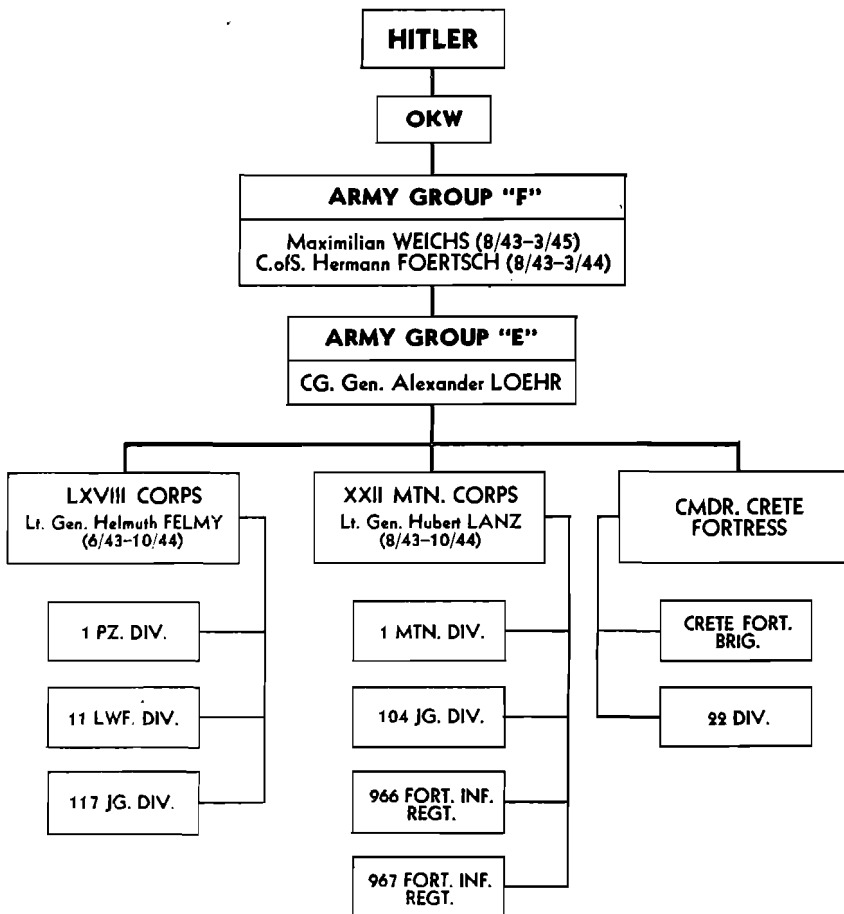 HITLER
OKW
ARMY GROUP "F"
Maximilian WEICHS (8/43–3/45)
C.ofS. Hermann FOERTSCH (8/43–3/44)
ARMY GROUP "E"
CG. Gen. Alexander LOEHR
LXVIII CORPS
Lt. Gen. Helmuth FELMY
(6/43–10/44)
1 PZ. DIV.
11 LWF. DIV.
117 JG. DIV.
XXII MTN. CORPS
Lt. Gen. Hubert LANZ
(8/43–10/44)
1 MTN. DIV.
104 JG. DIV.
966 FORT. INF.
REGT.
967 FORT. INF.
REGT.
CMDR. CRETE
FORTRESS
CRETE FORT.
BRIG.
22 DIV.